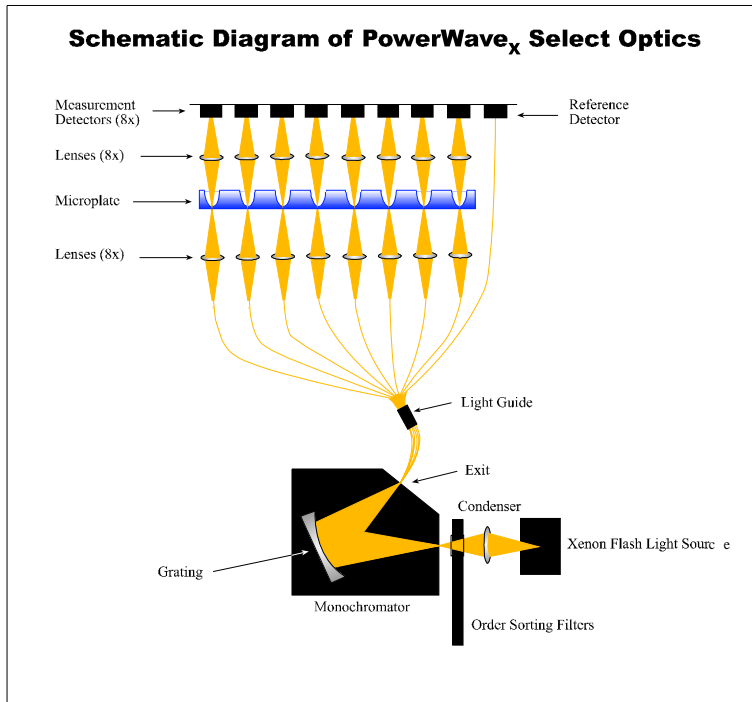 Schematic Diagram of PowerWaveX Select Optics
Measurement
Detectors (8x)
Reference
Detector
Lenses (8x)
Microplate
Lenses (8x)
Light Guide
Exit
Condenser
Xenon Flash Light Sourc e
Grating
Monochromator
Order Sorting Filters